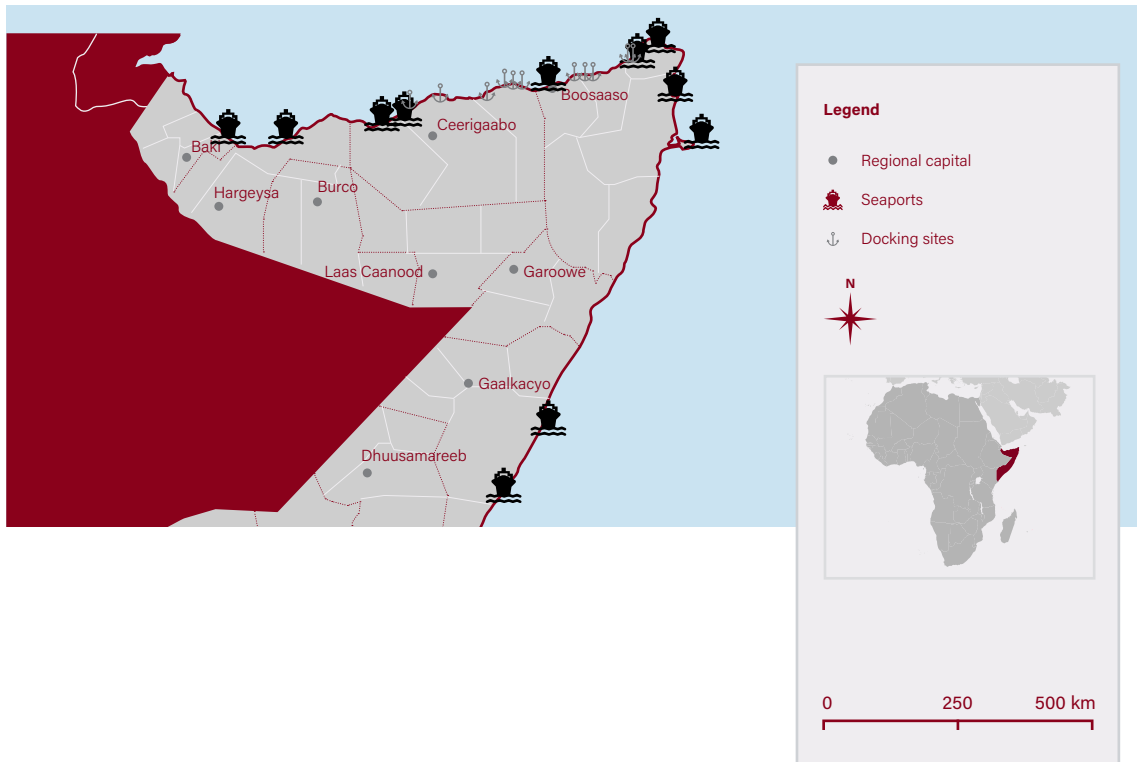 Boosaaso
Ceerigaabo
Baki
Hargeysa
Burco
Laas Caanood
Garoowe
Gaalkacyo
Dhuusamareeb
Legend
Regional capital
Seaports
Docking sites
N
0 250 500 km